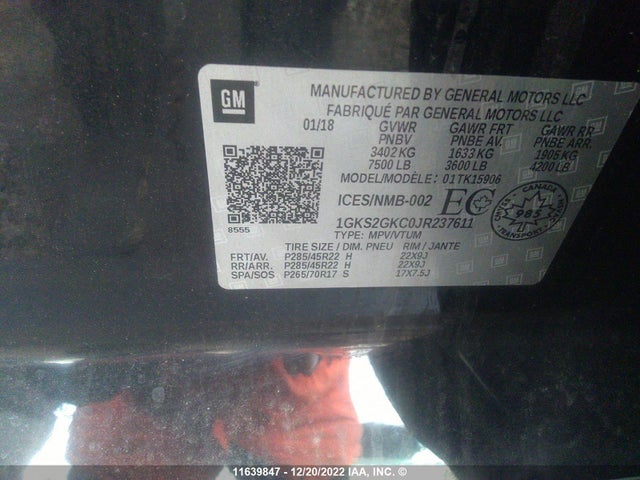 GM
MANUFACTURED BY GENERAL MOTORS LLC
FABRIQUÉ PAR GENERAL MOTORS LLC
01/18 GVWR GAWR FRT GAWR RR
PNBV PNBE AV. PNBE ARR.
3402 KG 1633 KG 1905 KG
7500 LB 3600 LB 4200 LB
MODEL/MODÈLE: 01TK15906
ICES/NMB-002 EC
CANADA
985
8555
1GKS2GKC0JR237611
TYPE: MPV/VTUM
TIRE SIZE / DIM. PNEU RIM / JANTE
FRT/AV. P285/45R22 H 22X9J
RR/ARR. P285/45R22 H 22X9J
SPA/SOS P265/70R17 S 17X7.5J
11639847 - 12/20/2022 IAA, INC. ©